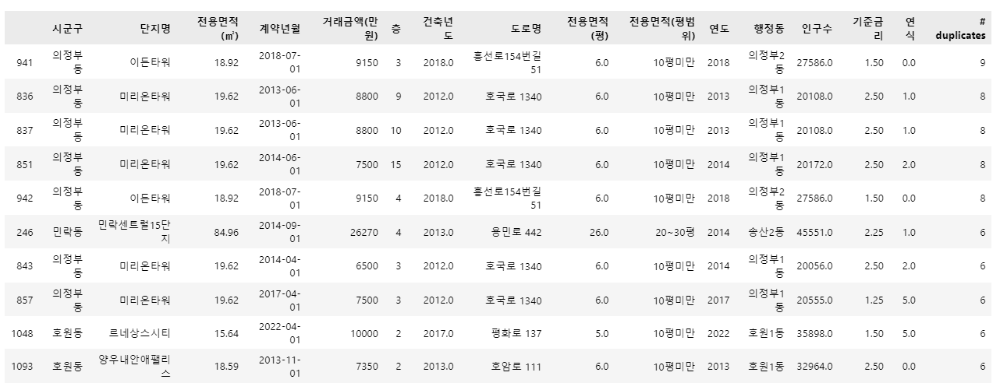 시군구 단지명 전용면적(㎡) 계약년월 거래금액(만원) 층 건축년도 도로명 전용면적(평) 전용면적(평범위) 연도 행정동 인구수 기준금리 연식 # duplicates
941 의정부동 이든타워 18.92 2018-07-01 9150 3 2018.0 흥선로154번길 51 6.0 10평미만 2018 의정부2동 27586.0 1.50 0.0 9
836 의정부동 미리온타워 19.62 2013-06-01 8800 9 2012.0 호국로 1340 6.0 10평미만 2013 의정부1동 20108.0 2.50 1.0 8
837 의정부동 미리온타워 19.62 2013-06-01 8800 10 2012.0 호국로 1340 6.0 10평미만 2013 의정부1동 20108.0 2.50 1.0 8
851 의정부동 미리온타워 19.62 2014-06-01 7500 15 2012.0 호국로 1340 6.0 10평미만 2014 의정부1동 20172.0 2.50 2.0 8
942 의정부동 이든타워 18.92 2018-07-01 9150 4 2018.0 흥선로154번길 51 6.0 10평미만 2018 의정부2동 27586.0 1.50 0.0 8
246 민락동 민락센트럴15단지 84.96 2014-09-01 26270 4 2013.0 용민로 442 26.0 20~30평 2014 송산2동 45551.0 2.25 1.0 6
843 의정부동 미리온타워 19.62 2014-04-01 6500 3 2012.0 호국로 1340 6.0 10평미만 2014 의정부1동 20056.0 2.50 2.0 6
857 의정부동 미리온타워 19.62 2017-04-01 7500 3 2012.0 호국로 1340 6.0 10평미만 2017 의정부1동 20555.0 1.25 5.0 6
1048 호원동 르네상스시티 15.64 2022-04-01 10000 2 2017.0 평화로 137 5.0 10평미만 2022 호원1동 35898.0 1.50 5.0 6
1093 호원동 양우내안애팰리스 18.59 2013-11-01 7350 2 2013.0 호암로 111 6.0 10평미만 2013 호원1동 32964.0 2.50 0.0 6